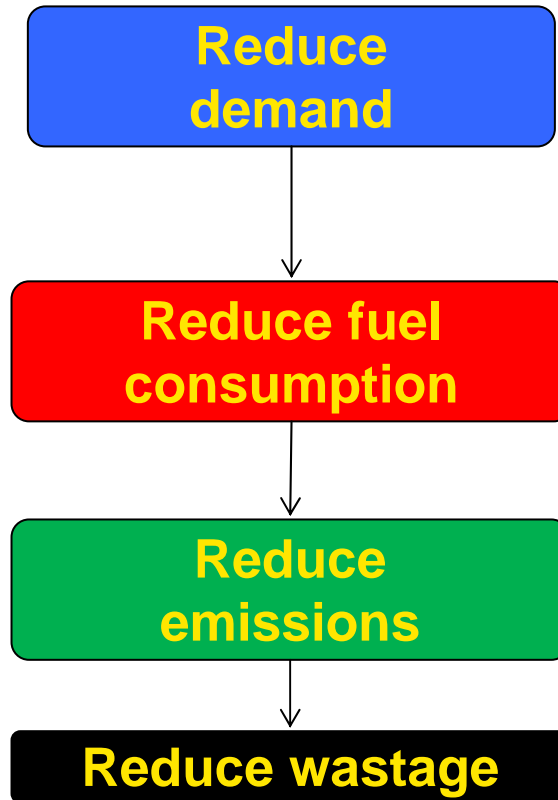 Reduce
demand
Reduce fuel
consumption
Reduce
emissions
Reduce wastage